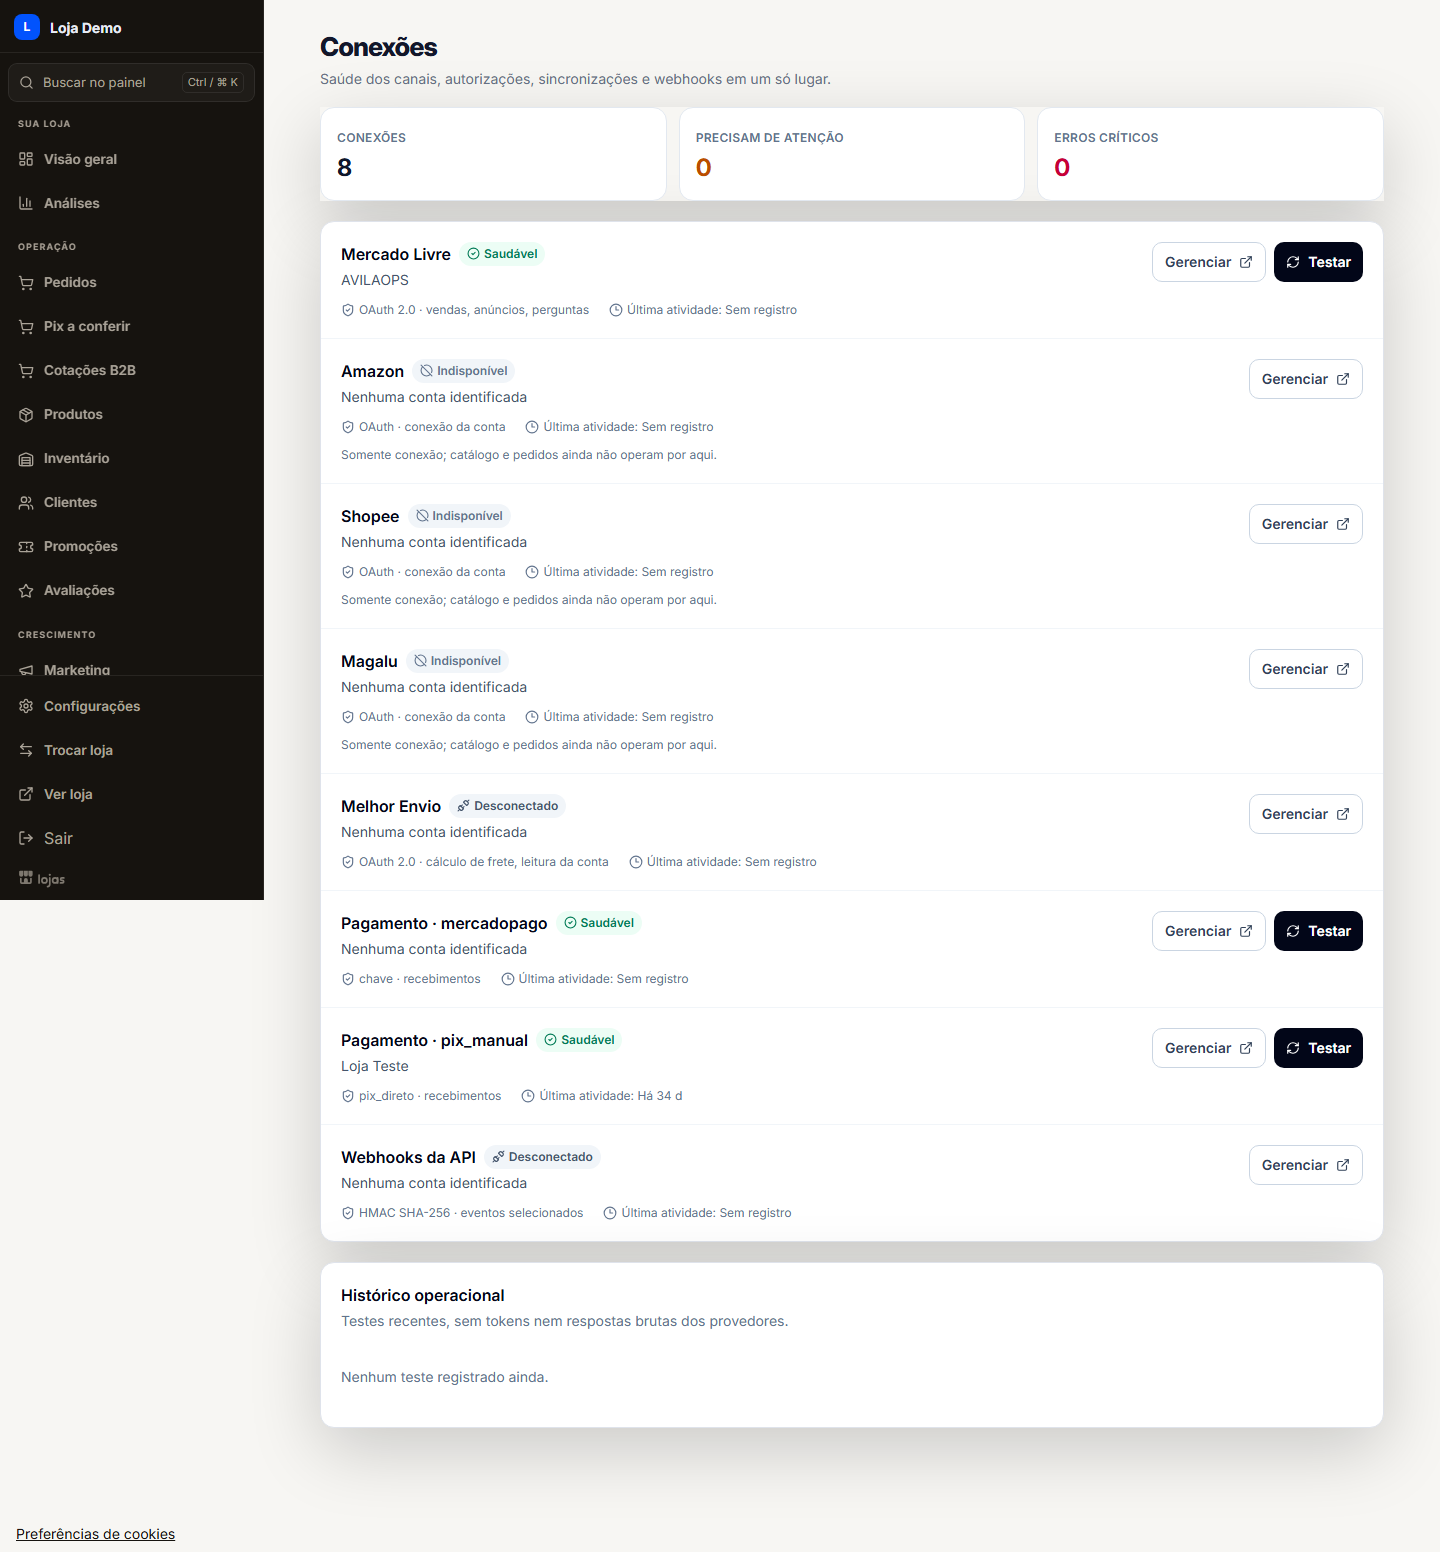 L Loja Demo
Buscar no painel Ctrl / ⌘ K
SUA LOJA
Visão geral
Análises
OPERAÇÃO
Pedidos
Pix a conferir
Cotações B2B
Produtos
Inventário
Clientes
Promoções
Avaliações
CRESCIMENTO
Marketing
Configurações
Trocar loja
Ver loja
Sair
lojas
Conexões
Saúde dos canais, autorizações, sincronizações e webhooks em um só lugar.
CONEXÕES
8
PRECISAM DE ATENÇÃO
0
ERROS CRÍTICOS
0
Mercado Livre Saudável
Gerenciar Testar
AVILAOPS
OAuth 2.0 · vendas, anúncios, perguntas Última atividade: Sem registro
Amazon Indisponível
Gerenciar
Nenhuma conta identificada
OAuth · conexão da conta Última atividade: Sem registro
Somente conexão; catálogo e pedidos ainda não operam por aqui.
Shopee Indisponível
Gerenciar
Nenhuma conta identificada
OAuth · conexão da conta Última atividade: Sem registro
Somente conexão; catálogo e pedidos ainda não operam por aqui.
Magalu Indisponível
Gerenciar
Nenhuma conta identificada
OAuth · conexão da conta Última atividade: Sem registro
Somente conexão; catálogo e pedidos ainda não operam por aqui.
Melhor Envio Desconectado
Gerenciar
Nenhuma conta identificada
OAuth 2.0 · cálculo de frete, leitura da conta Última atividade: Sem registro
Pagamento · mercadopago Saudável
Gerenciar Testar
Nenhuma conta identificada
chave · recebimentos Última atividade: Sem registro
Pagamento · pix_manual Saudável
Gerenciar Testar
Loja Teste
pix_direto · recebimentos Última atividade: Há 34 d
Webhooks da API Desconectado
Gerenciar
Nenhuma conta identificada
HMAC SHA-256 · eventos selecionados Última atividade: Sem registro
Histórico operacional
Testes recentes, sem tokens nem respostas brutas dos provedores.
Nenhum teste registrado ainda.
Preferências de cookies